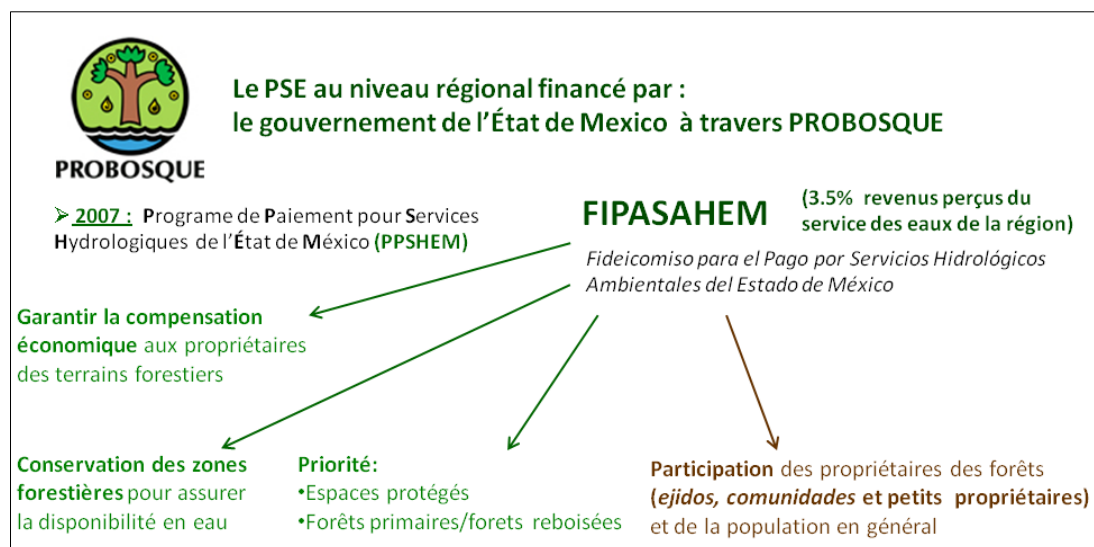 Le PSE au niveau régional financé par :
le gouvernement de l'État de Mexico à travers PROBOSQUE
PROBOSQUE
➢ 2007 : Programe de Paiement pour Services
Hydrologiques de l'État de México (PPSHEM)
FIPASAHEM
(3.5% revenus perçus du
service des eaux de la région)
Fideicomiso para el Pago por Servicios Hidrológicos
Ambientales del Estado de México
Garantir la compensation
économique aux propriétaires
des terrains forestiers
Conservation des zones
forestières pour assurer
la disponibilité en eau
Priorité:
•Espaces protégés
•Forêts primaires/forets reboisées
Participation des propriétaires des forêts
(ejidos, comunidades et petits propriétaires)
et de la population en général